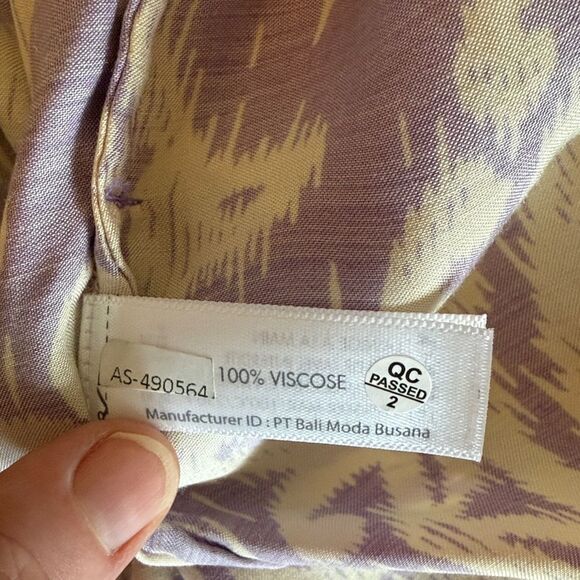 AS-490564
100% VISCOSE
QC
PASSED
2
Manufacturer ID : PT Bali Moda Busana